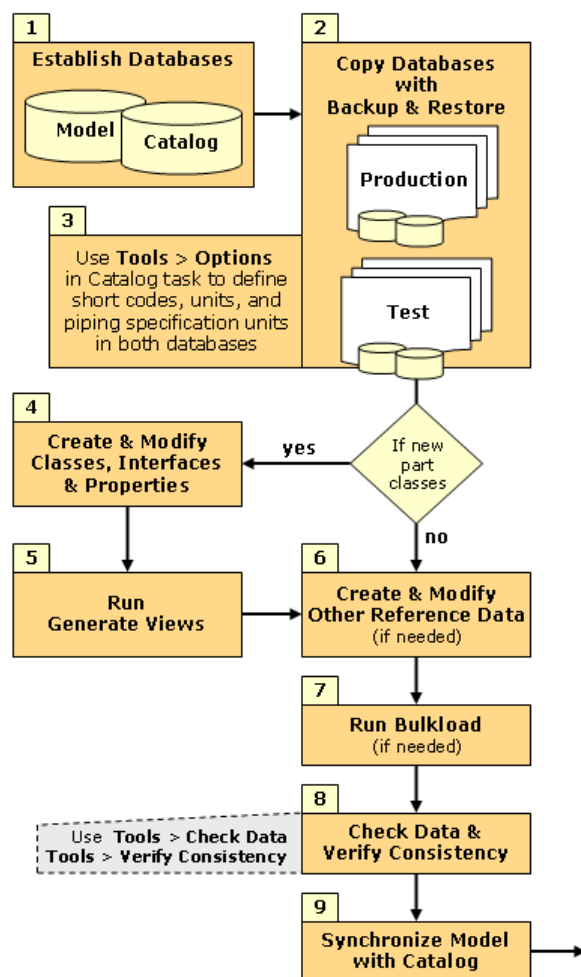 1
Establish Databases
Model
Catalog
2
Copy Databases
with
Backup & Restore
Production
Test
3
Use Tools > Options
in Catalog task to define
short codes, units, and
piping specification units
in both databases
If new
part
classes
yes
no
4
Create & Modify
Classes, Interfaces
& Properties
5
Run
Generate Views
6
Create & Modify
Other Reference Data
(if needed)
7
Run Bulkload
(if needed)
8
Check Data &
Verify Consistency
Use Tools > Check Data
Tools > Verify Consistency
9
Synchronize Model
with Catalog